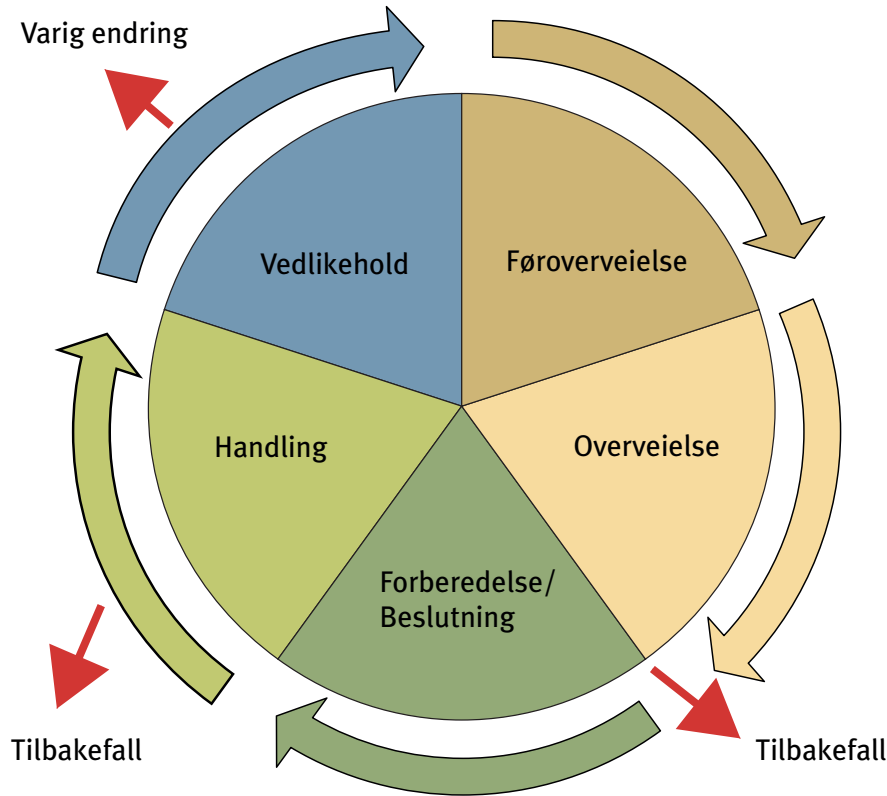 Varig endring
Vedlikehold
Føroverveielse
Handling
Overveielse
Forberedelse/
Beslutning
Tilbakefall
Tilbakefall